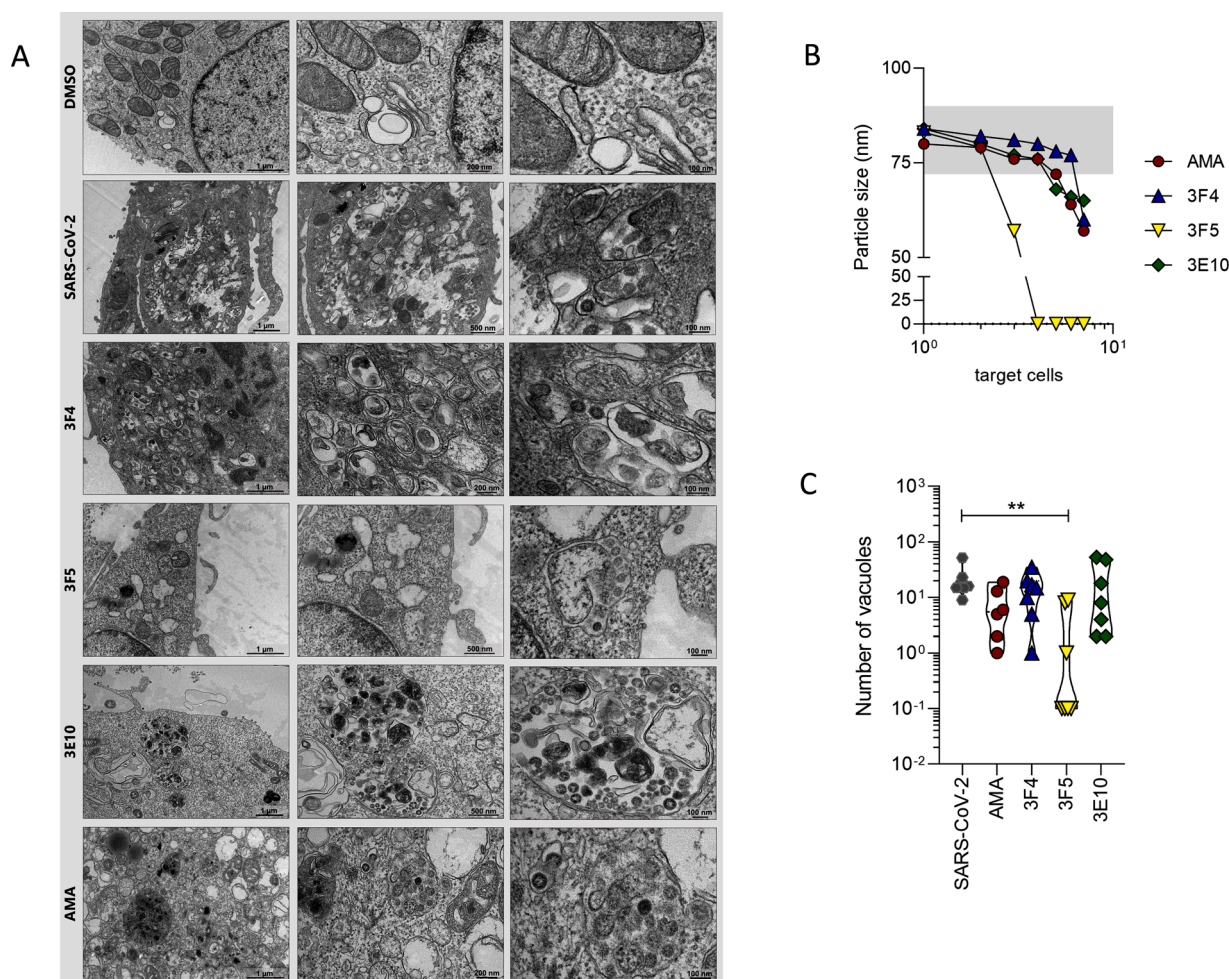 A
DMSO
1 µm
200 nm
100 nm
SARS-CoV-2
1 µm
500 nm
100 nm
3F4
1 µm
200 nm
100 nm
3F5
1 µm
500 nm
100 nm
3E10
1 µm
500 nm
100 nm
AMA
1 µm
200 nm
100 nm
B
Particle size (nm)
100
75
50
50
25
0
10⁰
10¹
target cells
AMA
3F4
3F5
3E10
C
Number of vacuoles
10³
10²
10¹
10⁰
10⁻¹
10⁻²
**
SARS-CoV-2
AMA
3F4
3F5
3E10